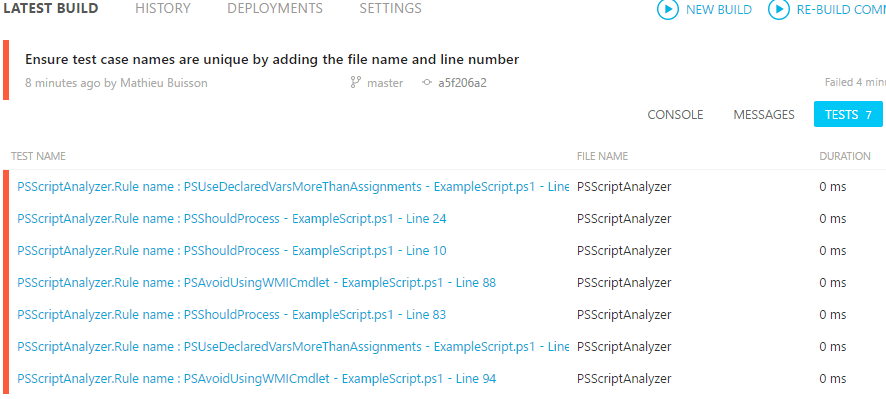 LATEST BUILD HISTORY DEPLOYMENTS SETTINGS NEW BUILD RE-BUILD COMM
Ensure test case names are unique by adding the file name and line number
8 minutes ago by Mathieu Buisson master a5f206a2 Failed 4 minu
CONSOLE MESSAGES TESTS 7
TEST NAME FILE NAME DURATION
PSScriptAnalyzer.Rule name : PSUseDeclaredVarsMoreThanAssignments - ExampleScript.ps1 - Line PSScriptAnalyzer 0 ms
PSScriptAnalyzer.Rule name : PSShouldProcess - ExampleScript.ps1 - Line 24 PSScriptAnalyzer 0 ms
PSScriptAnalyzer.Rule name : PSShouldProcess - ExampleScript.ps1 - Line 10 PSScriptAnalyzer 0 ms
PSScriptAnalyzer.Rule name : PSAvoidUsingWMICmdlet - ExampleScript.ps1 - Line 88 PSScriptAnalyzer 0 ms
PSScriptAnalyzer.Rule name : PSShouldProcess - ExampleScript.ps1 - Line 83 PSScriptAnalyzer 0 ms
PSScriptAnalyzer.Rule name : PSUseDeclaredVarsMoreThanAssignments - ExampleScript.ps1 - Line PSScriptAnalyzer 0 ms
PSScriptAnalyzer.Rule name : PSAvoidUsingWMICmdlet - ExampleScript.ps1 - Line 94 PSScriptAnalyzer 0 ms